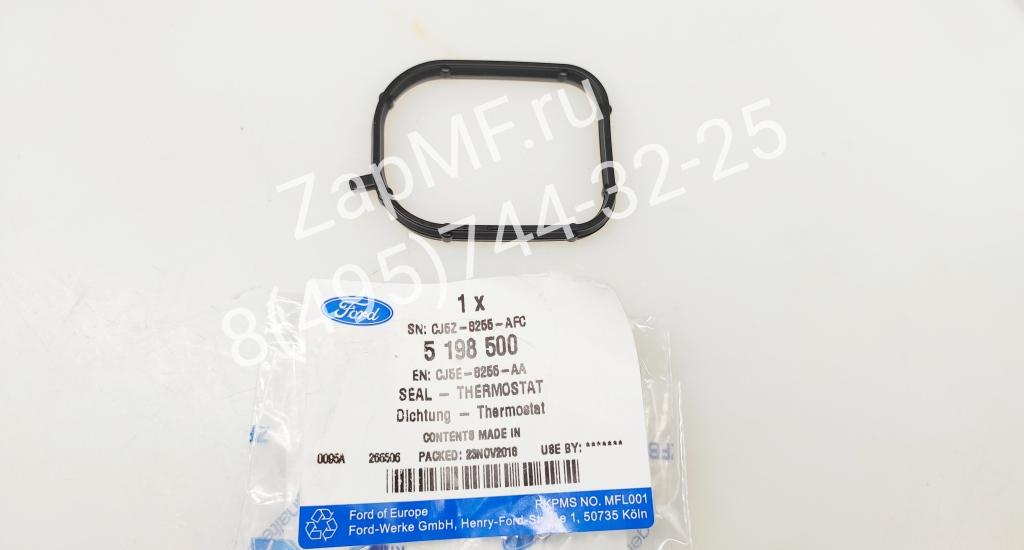 ZapMF.ru
8(495)744-32-25
Ford
1 x
SN: CJ5Z-8255-AFC
5 198 500
EN: CJ5E-8255-AA
SEAL - THERMOSTAT
Dichtung - Thermostat
CONTENTS MADE IN
0095A 266506 PACKED: 23NOV2016 USE BY: *******
RKPMS NO. MFL001
Ford of Europe
Ford-Werke GmbH, Henry-Ford-Straße 1, 50735 Köln